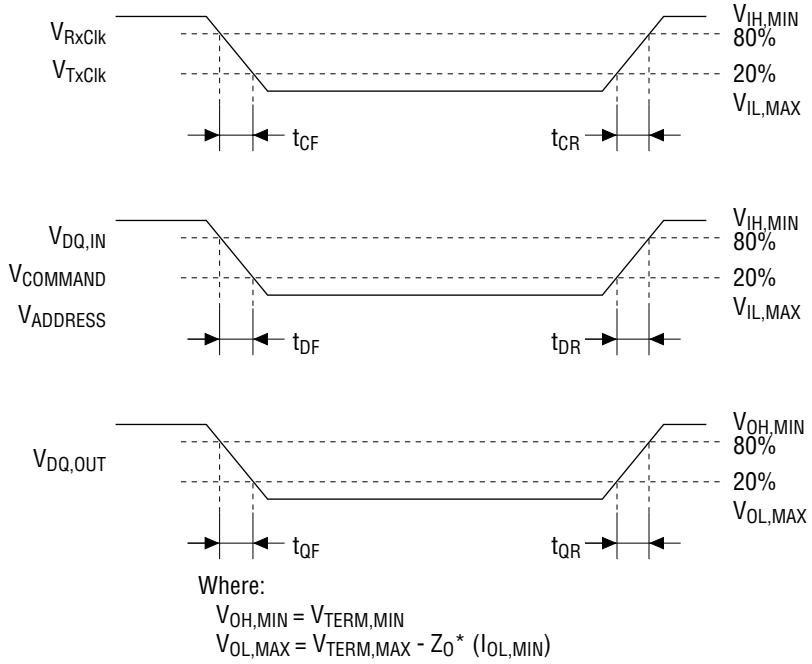 V_RxClk
V_TxClk
V_IH,MIN
80%
20%
V_IL,MAX
t_CF
t_CR
V_DQ,IN
V_COMMAND
V_ADDRESS
V_IH,MIN
80%
20%
V_IL,MAX
t_DF
t_DR
V_DQ,OUT
V_OH,MIN
80%
20%
V_OL,MAX
t_QF
t_QR
Where:
V_OH,MIN = V_TERM,MIN
V_OL,MAX = V_TERM,MAX - Z_O* (I_OL,MIN)